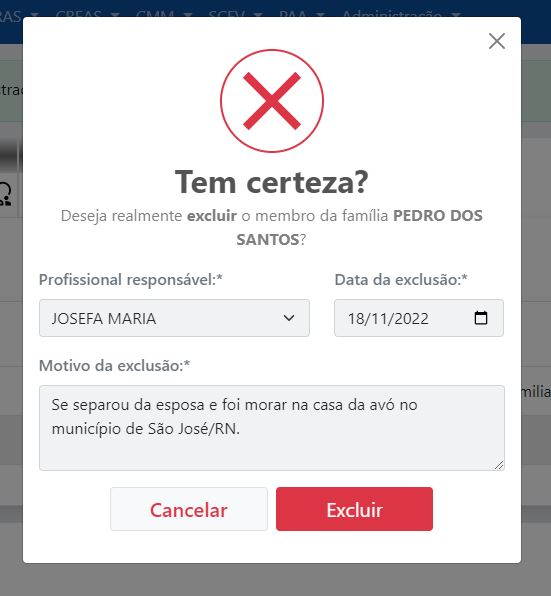 CREAS CMM SCFV PAA Administração
Tem certeza?
Deseja realmente excluir o membro da família PEDRO DOS
SANTOS?
Profissional responsável:* Data da exclusão:*
JOSEFA MARIA 18/11/2022
Motivo da exclusão:*
Se separou da esposa e foi morar na casa da avó no
município de São José/RN.
Cancelar Excluir